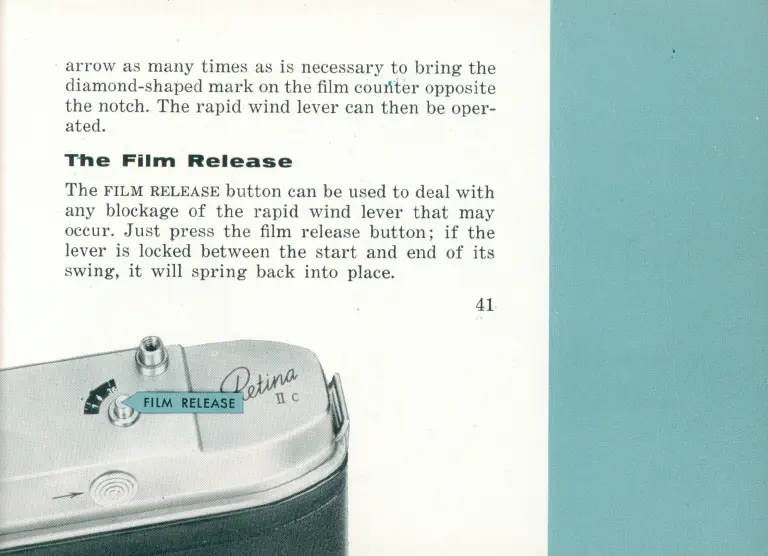 arrow as many times as is necessary to bring the
diamond-shaped mark on the film counter opposite
the notch. The rapid wind lever can then be oper-
ated.
The Film Release
The FILM RELEASE button can be used to deal with
any blockage of the rapid wind lever that may
occur. Just press the film release button; if the
lever is locked between the start and end of its
swing, it will spring back into place.
41
Retina
II c
FILM RELEASE